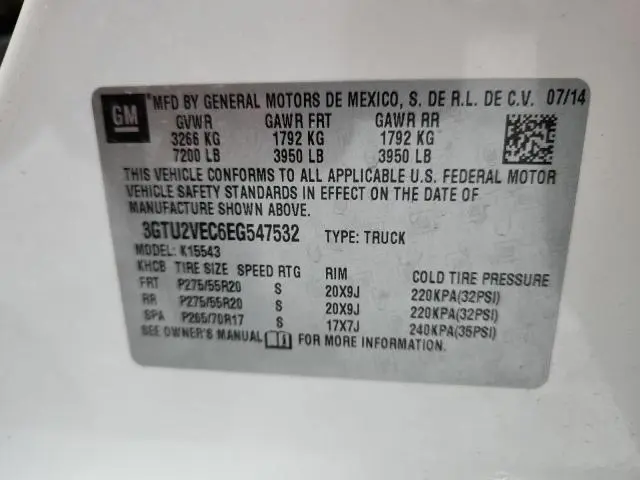 GM
*MFD BY GENERAL MOTORS DE MEXICO, S. DE R.L. DE C.V. 07/14
GVWR GAWR FRT GAWR RR
3266 KG 1792 KG 1792 KG
7200 LB 3950 LB 3950 LB
THIS VEHICLE CONFORMS TO ALL APPLICABLE U.S. FEDERAL MOTOR
VEHICLE SAFETY STANDARDS IN EFFECT ON THE DATE OF
MANUFACTURE SHOWN ABOVE.
3GTU2VEC6EG547532 TYPE: TRUCK
MODEL: K15543
KHCB TIRE SIZE SPEED RTG RIM COLD TIRE PRESSURE
FRT P275/55R20 S 20X9J 220KPA(32PSI)
RR P275/55R20 S 20X9J 220KPA(32PSI)
SPA P265/70R17 S 17X7J 240KPA(35PSI)
SEE OWNER'S MANUAL FOR MORE INFORMATION.